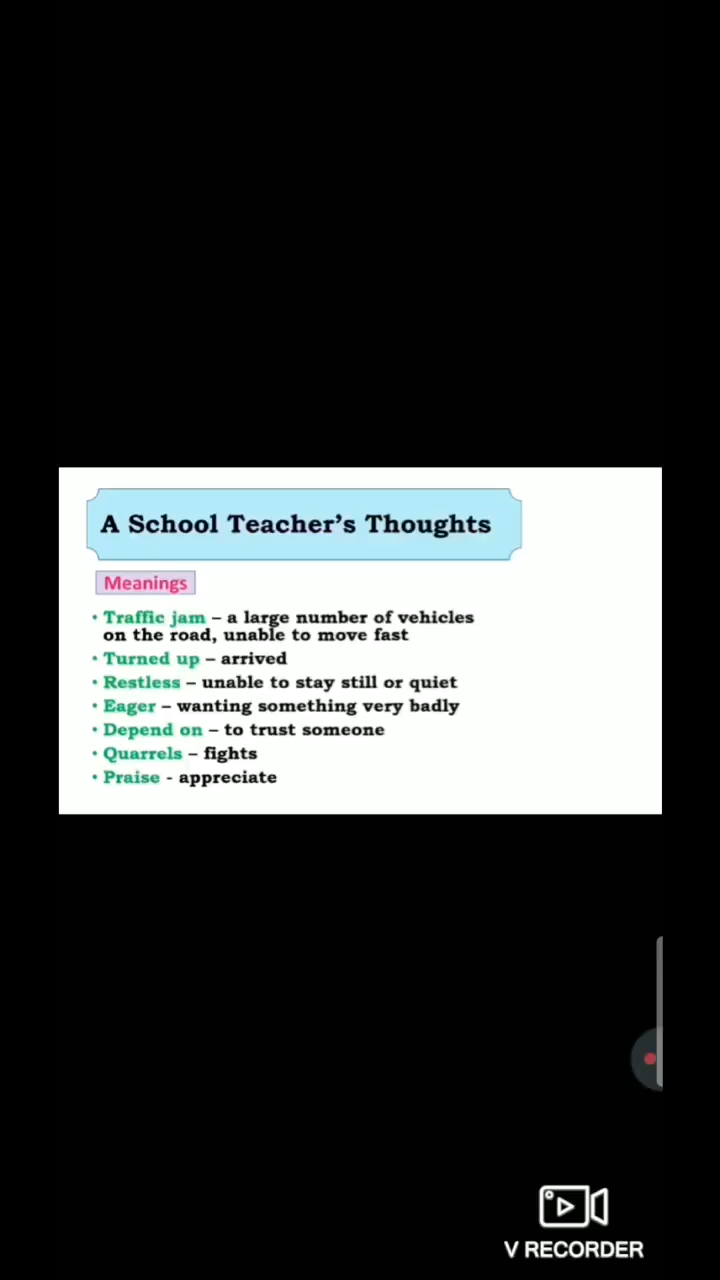 A School Teacher's Thoughts
Meanings
• Traffic jam – a large number of vehicles
on the road, unable to move fast
• Turned up – arrived
• Restless – unable to stay still or quiet
• Eager – wanting something very badly
• Depend on – to trust someone
• Quarrels – fights
• Praise - appreciate
V RECORDER